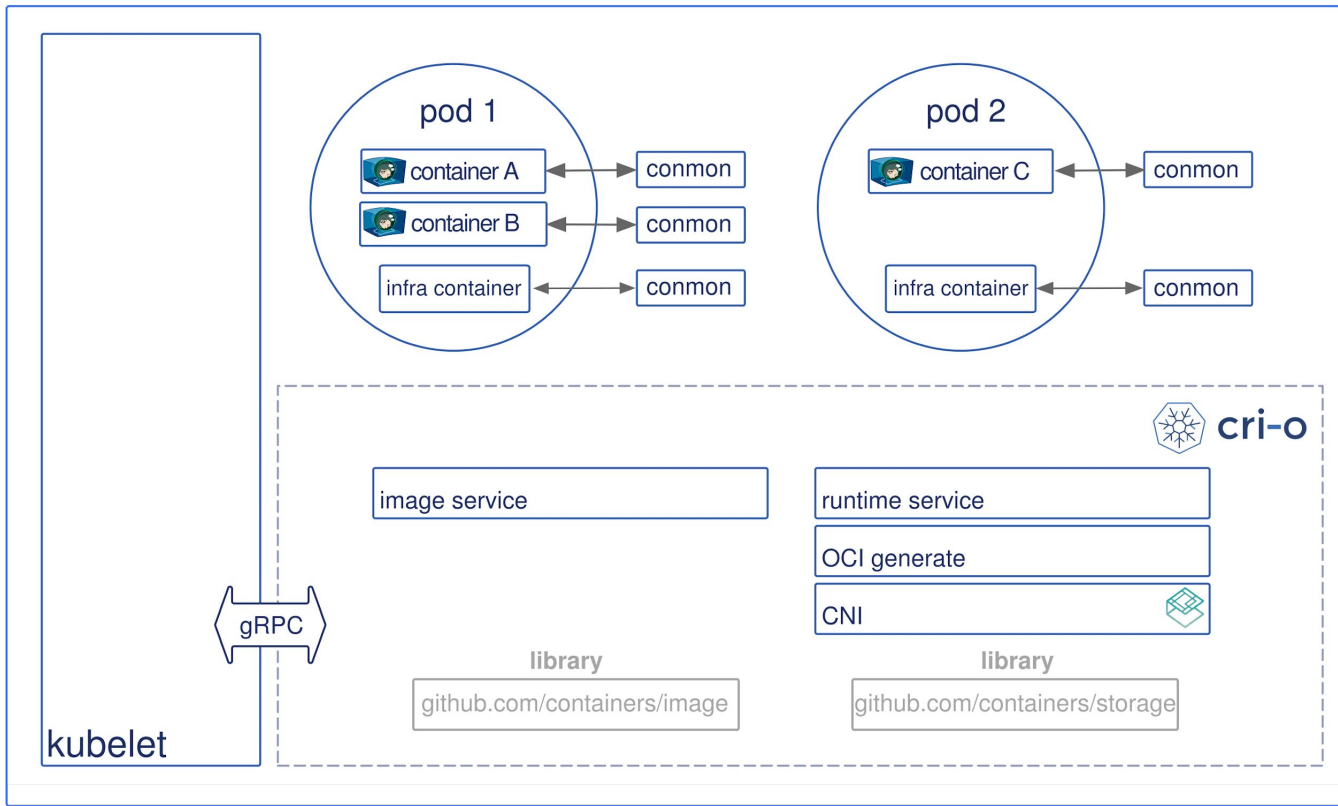 pod 1
container A
conmon
container B
conmon
infra container
conmon
pod 2
container C
conmon
infra container
conmon
cri-o
image service
runtime service
OCI generate
CNI
gRPC
library
github.com/containers/image
library
github.com/containers/storage
kubelet